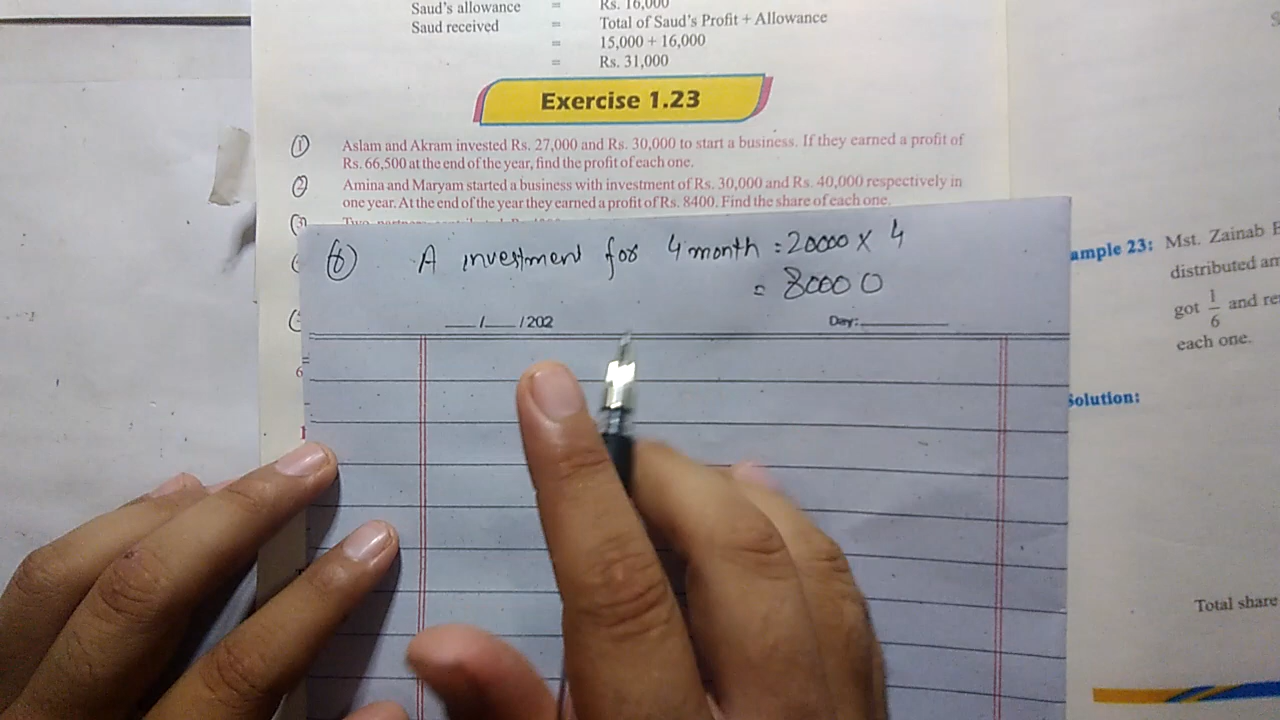 Saud's allowance = Rs. 16,000
Saud received = Total of Saud's Profit + Allowance
= 15,000 + 16,000
= Rs. 31,000
Exercise 1.23
① Aslam and Akram invested Rs. 27,000 and Rs. 30,000 to start a business. If they earned a profit of
Rs. 66,500 at the end of the year, find the profit of each one.
② Amina and Maryam started a business with investment of Rs. 30,000 and Rs. 40,000 respectively in
one year. At the end of the year they earned a profit of Rs. 8400. Find the share of each one.
⑥ A investment for 4 month = 20000 × 4
= 80000
__/__/202 Day:
ample 23: Mst. Zainab
distributed
got 1/6 and
each one.
Solution:
Total share